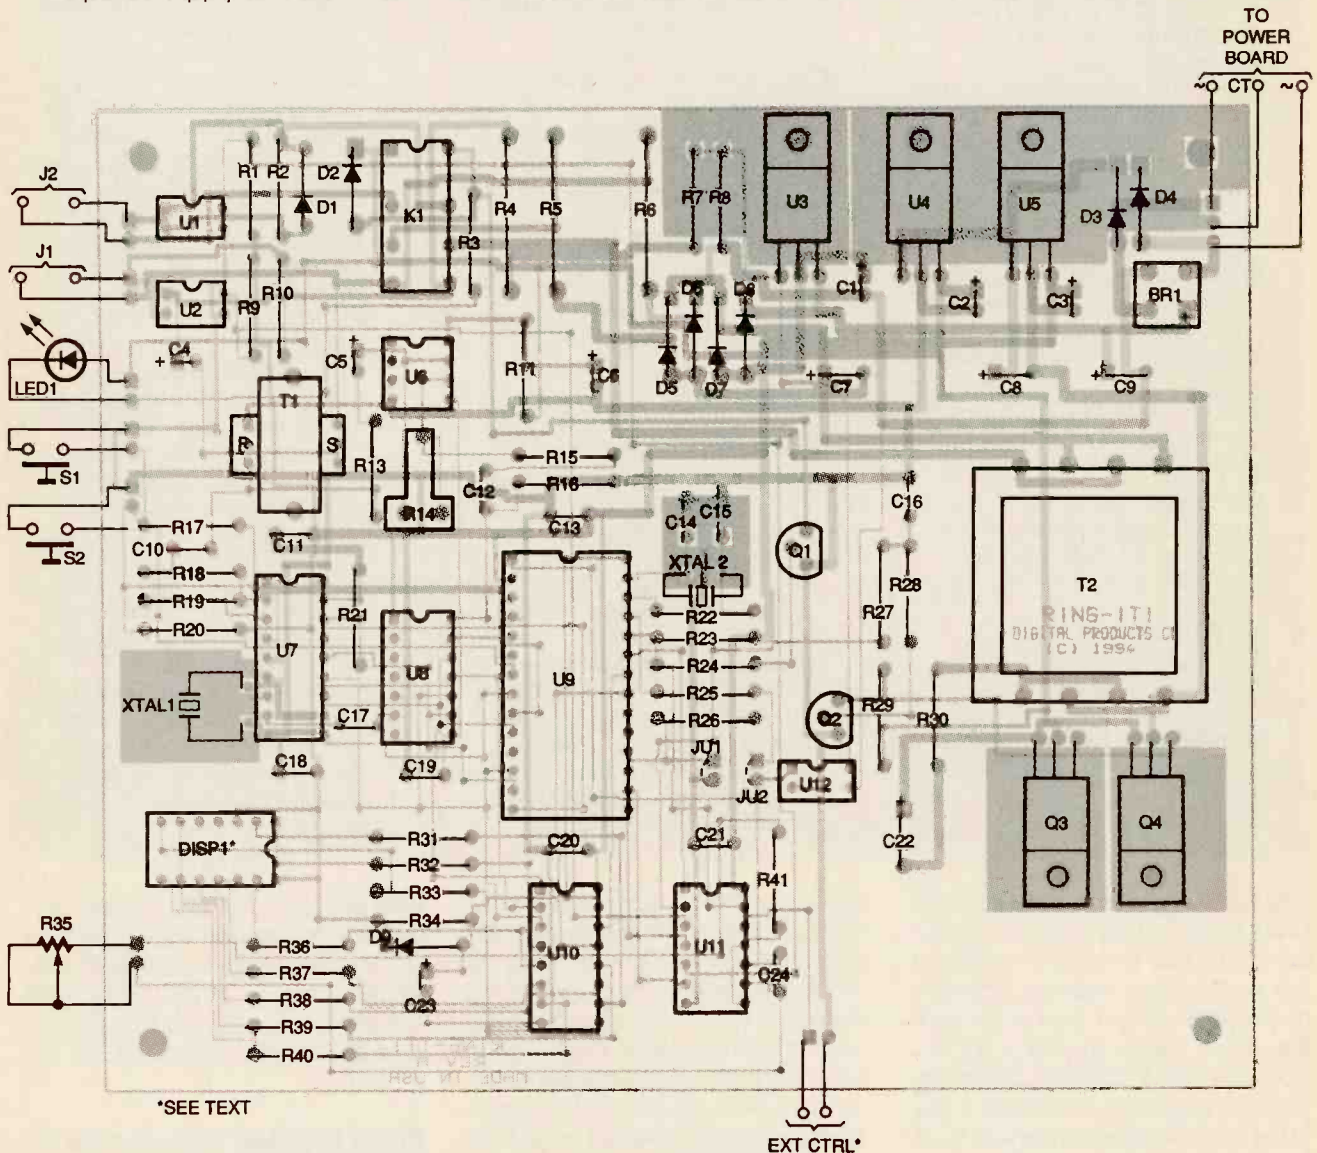 TO
POWER
BOARD
~ CT ~
J2
R1 R2 D2
D1
U1
K1
R3
R4
R5
R6
R7 R8
U3
U4
U5
D3
D4
J1
U2
R9
R10
C1
C2 +
C3 +
BR1
+
LED1
+ C4
C5 +
U6
R11
+
C6
D5
D7
+ C7
+ C8
+ C9
T1
P
S
S1
R13
R14
C12
R15
R16
C13
C14
C15
C16
S2
R17
C10
C11
R18
R19
R20
U7
R21
U8
U9
XTAL 2
R22
R23
R24
R25
R26
Q1
R27
R28
T2
RING-IT!
DIGITAL PRODUCTS
(C) 1994
XTAL1
C17
C18
C19
JU1
JU2
Q2
U12
R29
R30
Q3
Q4
C22
DISP1*
R31
R32
R33
R34
C20
C21
R41
R35
R36
R37
R38
R39
R40
D9
+
C23
U10
U11
C24
MADE IN USA
*SEE TEXT
EXT CTRL*